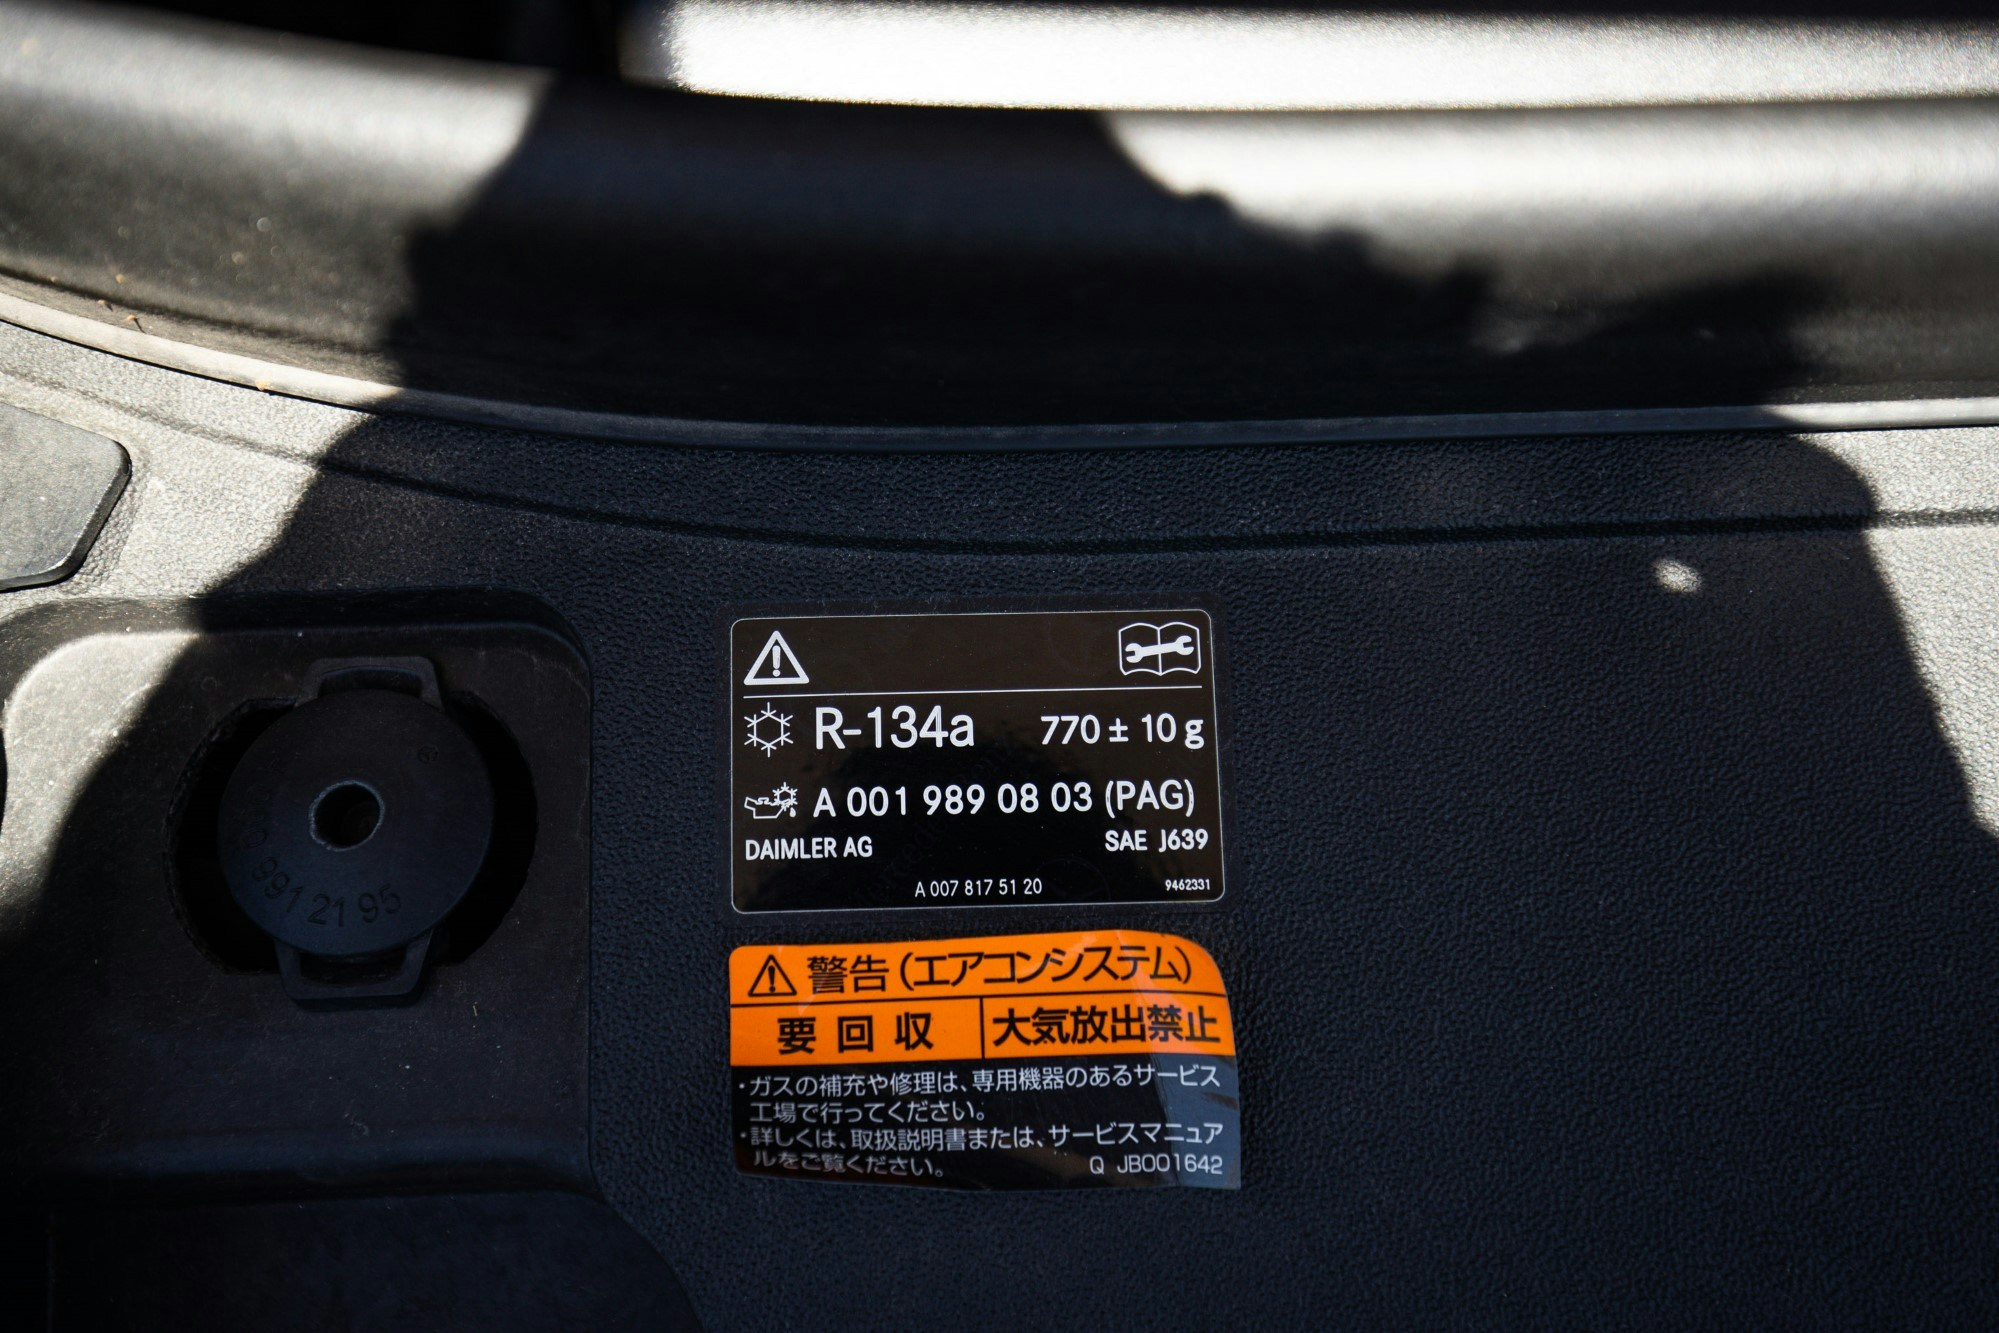 R-134a 770 ± 10 g
A 001 989 08 03 (PAG)
DAIMLER AG SAE J639
A 007 817 51 20 9462331
警告(エアコンシステム)
要回収 大気放出禁止
・ガスの補充や修理は、専用機器のあるサービス
工場で行ってください。
・詳しくは、取扱説明書または、サービスマニュア
ルをご覧ください。 Q JB001642
991 21 95